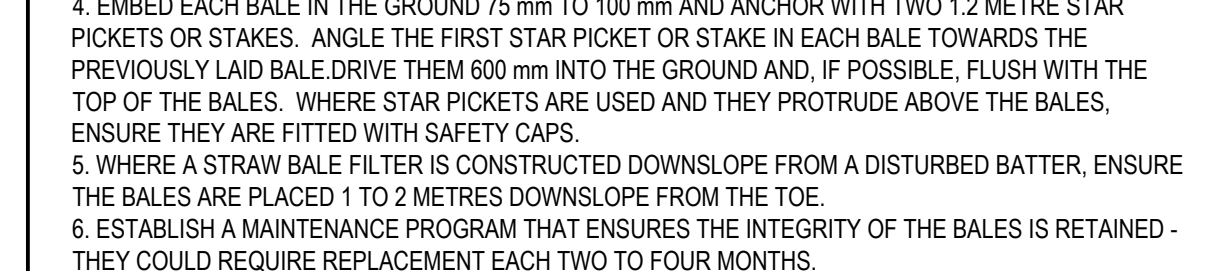 4. EMBED EACH BALE IN THE GROUND 75 mm TO 100 mm AND ANCHOR WITH TWO 1.2 METRE STAR
PICKETS OR STAKES. ANGLE THE FIRST STAR PICKET OR STAKE IN EACH BALE TOWARDS THE
PREVIOUSLY LAID BALE.DRIVE THEM 600 mm INTO THE GROUND AND, IF POSSIBLE, FLUSH WITH THE
TOP OF THE BALES. WHERE STAR PICKETS ARE USED AND THEY PROTRUDE ABOVE THE BALES,
ENSURE THEY ARE FITTED WITH SAFETY CAPS.
5. WHERE A STRAW BALE FILTER IS CONSTRUCTED DOWNSLOPE FROM A DISTURBED BATTER, ENSURE
THE BALES ARE PLACED 1 TO 2 METRES DOWNSLOPE FROM THE TOE.
6. ESTABLISH A MAINTENANCE PROGRAM THAT ENSURES THE INTEGRITY OF THE BALES IS RETAINED -
THEY COULD REQUIRE REPLACEMENT EACH TWO TO FOUR MONTHS.